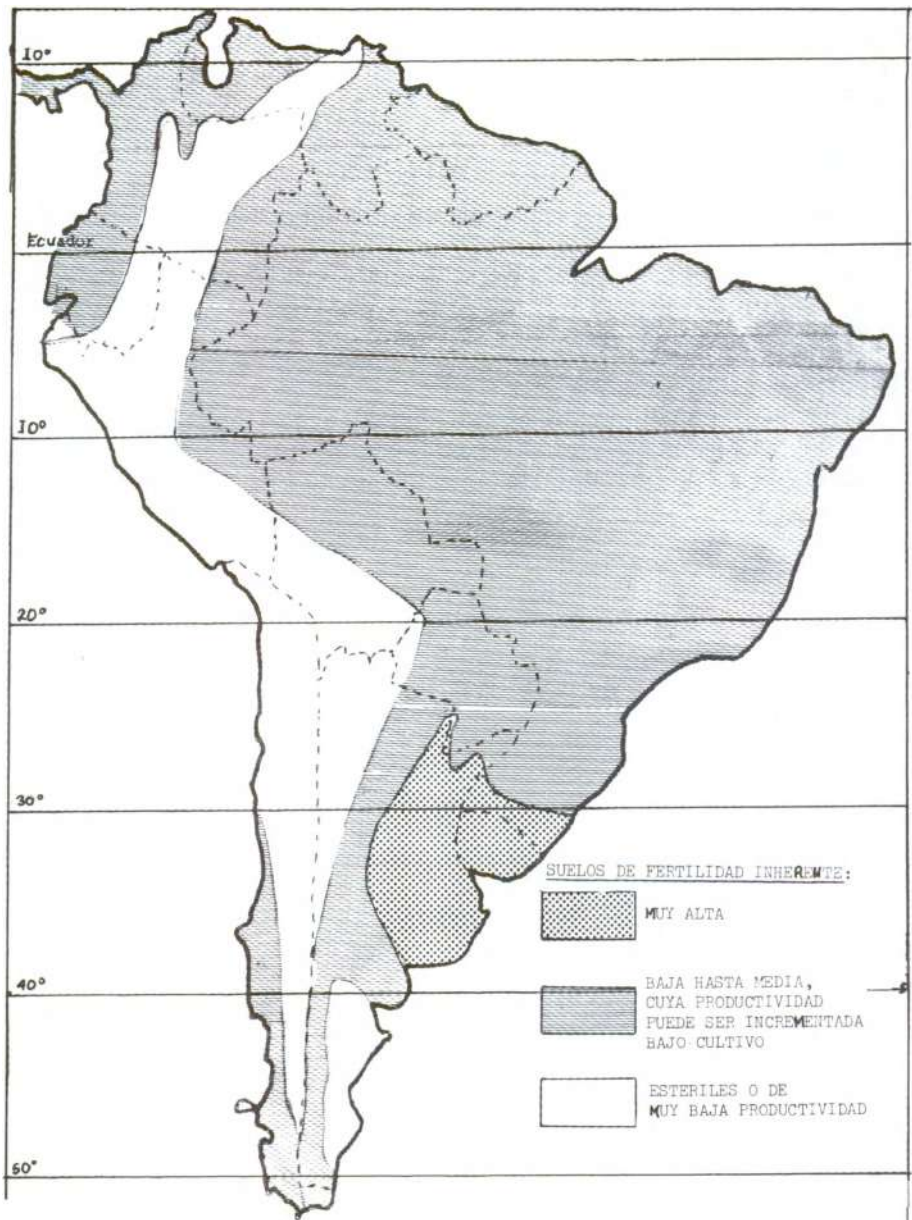 10°
Ecuador
10°
20°
30°
SUELOS DE FERTILIDAD INHERENTE:
MUY ALTA
40°
BAJA HASTA MEDIA,
CUYA PRODUCTIVIDAD
PUEDE SER INCREMENTADA
BAJO CULTIVO
ESTERILES O DE
MUY BAJA PRODUCTIVIDAD
50°